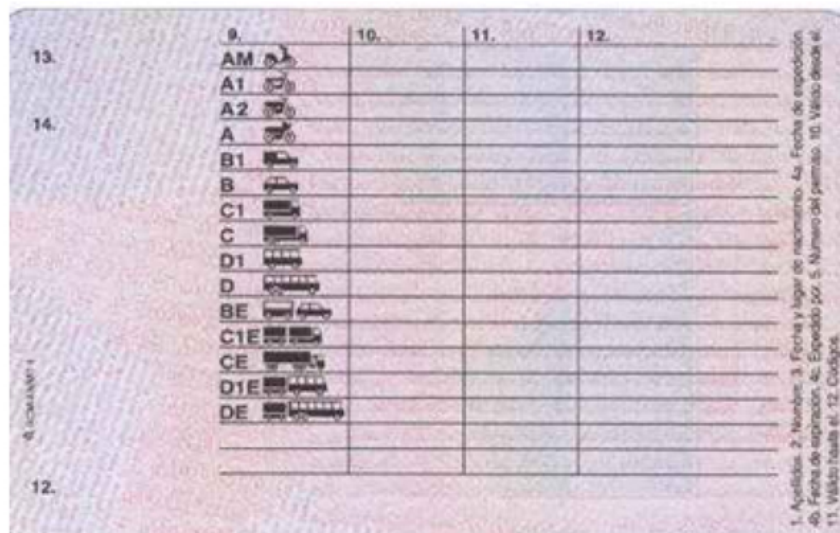 9. 10. 11. 12.
13.
14.
AM
A1
A2
A
B1
B
C1
C
D1
D
BE
C1E
CE
D1E
DE
12.
1. Apellidos. 2. Nombre. 3. Fecha y lugar de nacimiento. 4a. Fecha de expedición.
4b. Fecha de expiración. 4c. Expedido por. 5. Número del permiso. 10. Válido desde el.
11. Válido hasta el. 12. Códigos.